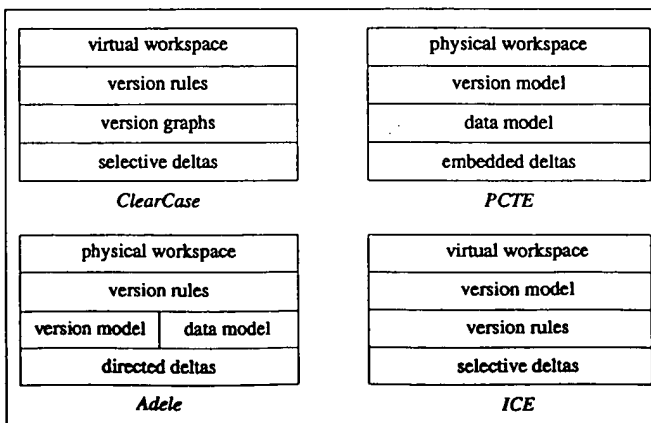 virtual workspace
version rules
version graphs
selective deltas
ClearCase
physical workspace
version model
data model
embedded deltas
PCTE
physical workspace
version rules
version model data model
directed deltas
Adele
virtual workspace
version model
version rules
selective deltas
ICE